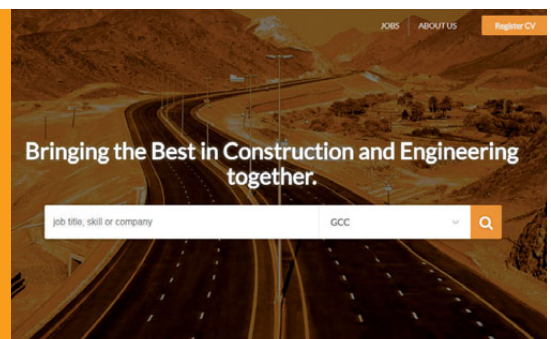 JOBS ABOUT US Register CV
Bringing the Best in Construction and Engineering
together.
job title, skill or company GCC